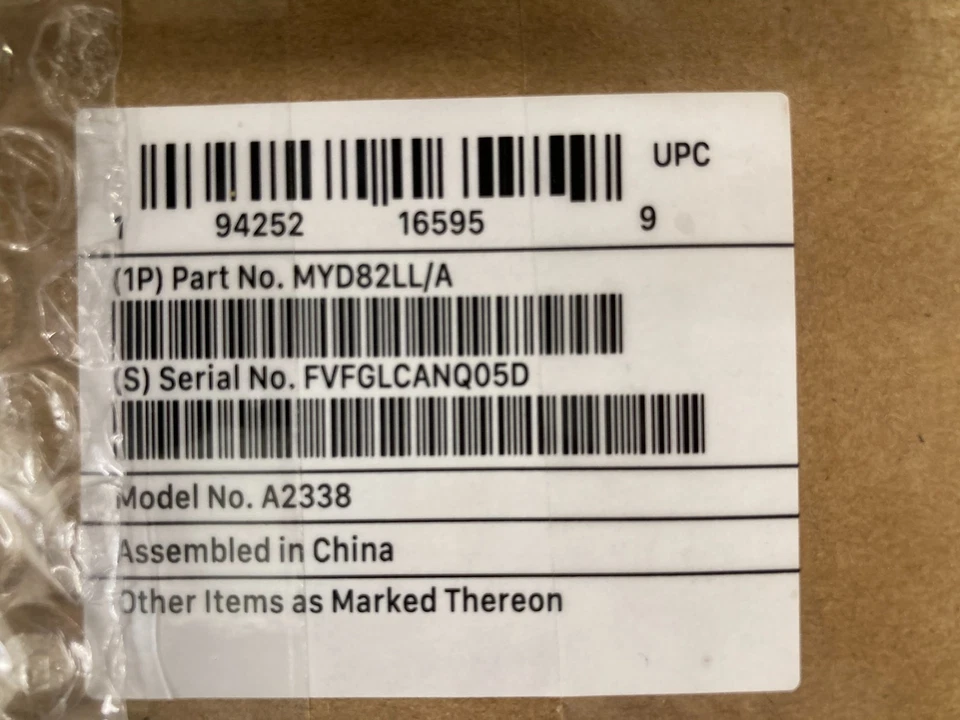 UPC
1 94252 16595 9
(1P) Part No. MYD82LL/A
(S) Serial No. FVFGLCANQ05D
Model No. A2338
Assembled in China
Other Items as Marked Thereon